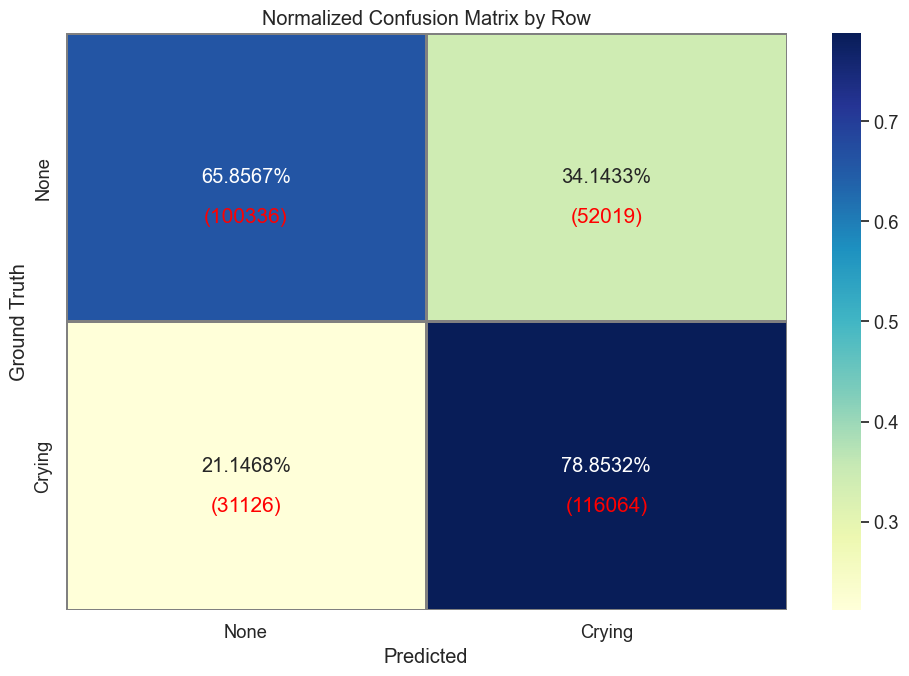 Normalized Confusion Matrix by Row
None
65.8567%
34.1433%
(100336)
(52019)
Ground Truth
Crying
21.1468%
78.8532%
(31126)
(116064)
None
Crying
Predicted
0.7
0.6
0.5
0.4
0.3